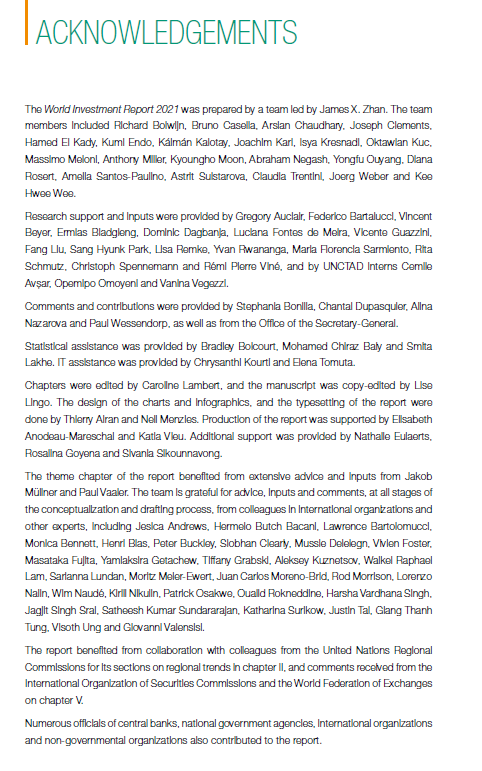 ACKNOWLEDGEMENTS
The World Investment Report 2021 was prepared by a team led by James X. Zhan. The team
members included Richard Bolwijn, Bruno Casella, Arslan Chaudhary, Joseph Clements,
Hamed El Kady, Kumi Endo, Kálmán Kalotay, Joachim Karl, Isya Kresnadi, Oktawian Kuc,
Massimo Meloni, Anthony Miller, Kyoungho Moon, Abraham Negash, Yongfu Ouyang, Diana
Rosert, Amelia Santos-Paulino, Astrit Sulstarova, Claudia Trentini, Joerg Weber and Kee
Hwee Wee.
Research support and inputs were provided by Gregory Auclair, Federico Bartalucci, Vincent
Beyer, Ermias Biadgleng, Dominic Dagbanja, Luciana Fontes de Meira, Vicente Guazzini,
Fang Liu, Sang Hyunk Park, Lisa Remke, Yvan Rwananga, Maria Florencia Sarmiento, Rita
Schmutz, Christoph Spennemann and Rémi Pierre Viné, and by UNCTAD interns Cemile
Avşar, Openipo Omoyeni and Vanina Vegezzi.
Comments and contributions were provided by Stephania Bonilla, Chantal Dupasquier, Alina
Nazarova and Paul Wessendorp, as well as from the Office of the Secretary-General.
Statistical assistance was provided by Bradley Boicourt, Mohamed Chiraz Baly and Smita
Lakhe. IT assistance was provided by Chrysanthi Kourti and Elena Tomuta.
Chapters were edited by Caroline Lambert, and the manuscript was copy-edited by Lise
Lingo. The design of the charts and infographics, and the typesetting of the report were
done by Thierry Alran and Neil Menzies. Production of the report was supported by Elisabeth
Anodeau-Mareschal and Katia Vieu. Additional support was provided by Nathalie Eulaerts,
Rosalina Goyena and Sivanla Sikounnavong.
The theme chapter of the report benefited from extensive advice and inputs from Jakob
Müllner and Paul Vaaler. The team is grateful for advice, inputs and comments, at all stages of
the conceptualization and drafting process, from colleagues in international organizations and
other experts, including Jesica Andrews, Hermelo Butch Bacani, Lawrence Bartolomucci,
Monica Bennett, Henri Blas, Peter Buckley, Siobhan Cleary, Mussie Delelegn, Vivien Foster,
Masataka Fujita, Yamlaksira Getachew, Tiffany Grabski, Aleksey Kuznetsov, Walkei Raphael
Lam, Sarianna Lundan, Moritz Meier-Ewert, Juan Carlos Moreno-Brid, Rod Morrison, Lorenzo
Nalin, Wim Naudé, Kirill Nikulin, Patrick Osakwe, Oualid Rokneddine, Harsha Vardhana Singh,
Jagjit Singh Srai, Satheesh Kumar Sundararajan, Katharina Surikow, Justin Tai, Giang Thanh
Tung, Visoth Ung and Giovanni Valensisi.
The report benefited from collaboration with colleagues from the United Nations Regional
Commissions for its sections on regional trends in chapter II, and comments received from the
International Organization of Securities Commissions and the World Federation of Exchanges
on chapter V.
Numerous officials of central banks, national government agencies, international organizations
and non-governmental organizations also contributed to the report.